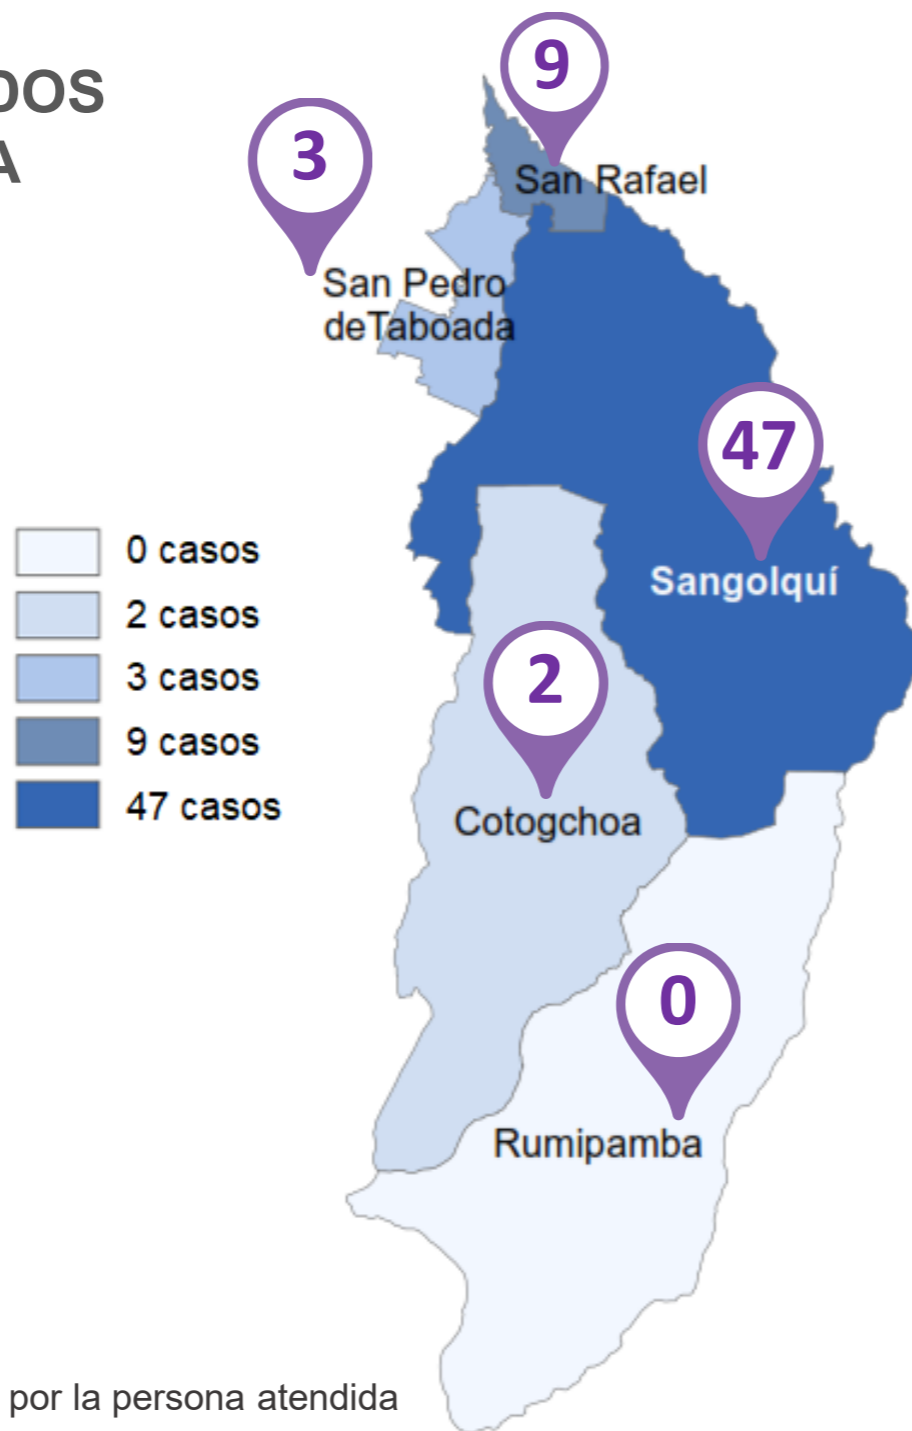 DOS
A
9
San Rafael
3
San Pedro
deTaboada
47
Sangolquí
0 casos
2 casos
3 casos
9 casos
47 casos
2
Cotogchoa
0
Rumipamba
por la persona atendida